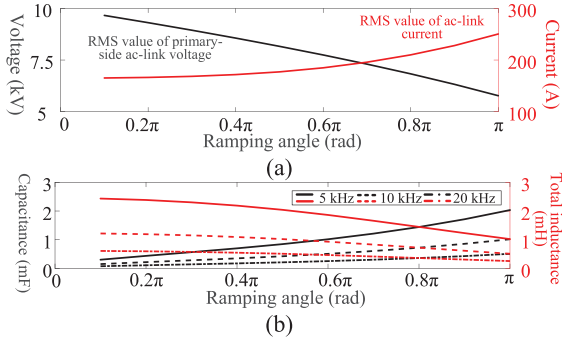 10
7.5
5
Voltage
(kV)
RMS value of primary-
side ac-link voltage
RMS value of ac-link
current
300
200
100
Current (A)
0 0.2π 0.4π 0.6π 0.8π π
Ramping angle (rad)
(a)
3
2
1
0
Capacitance (mF)
5 kHz 10 kHz 20 kHz
3
2
1
0
Total inductance
(mH)
0 0.2π 0.4π 0.6π 0.8π π
Ramping angle (rad)
(b)